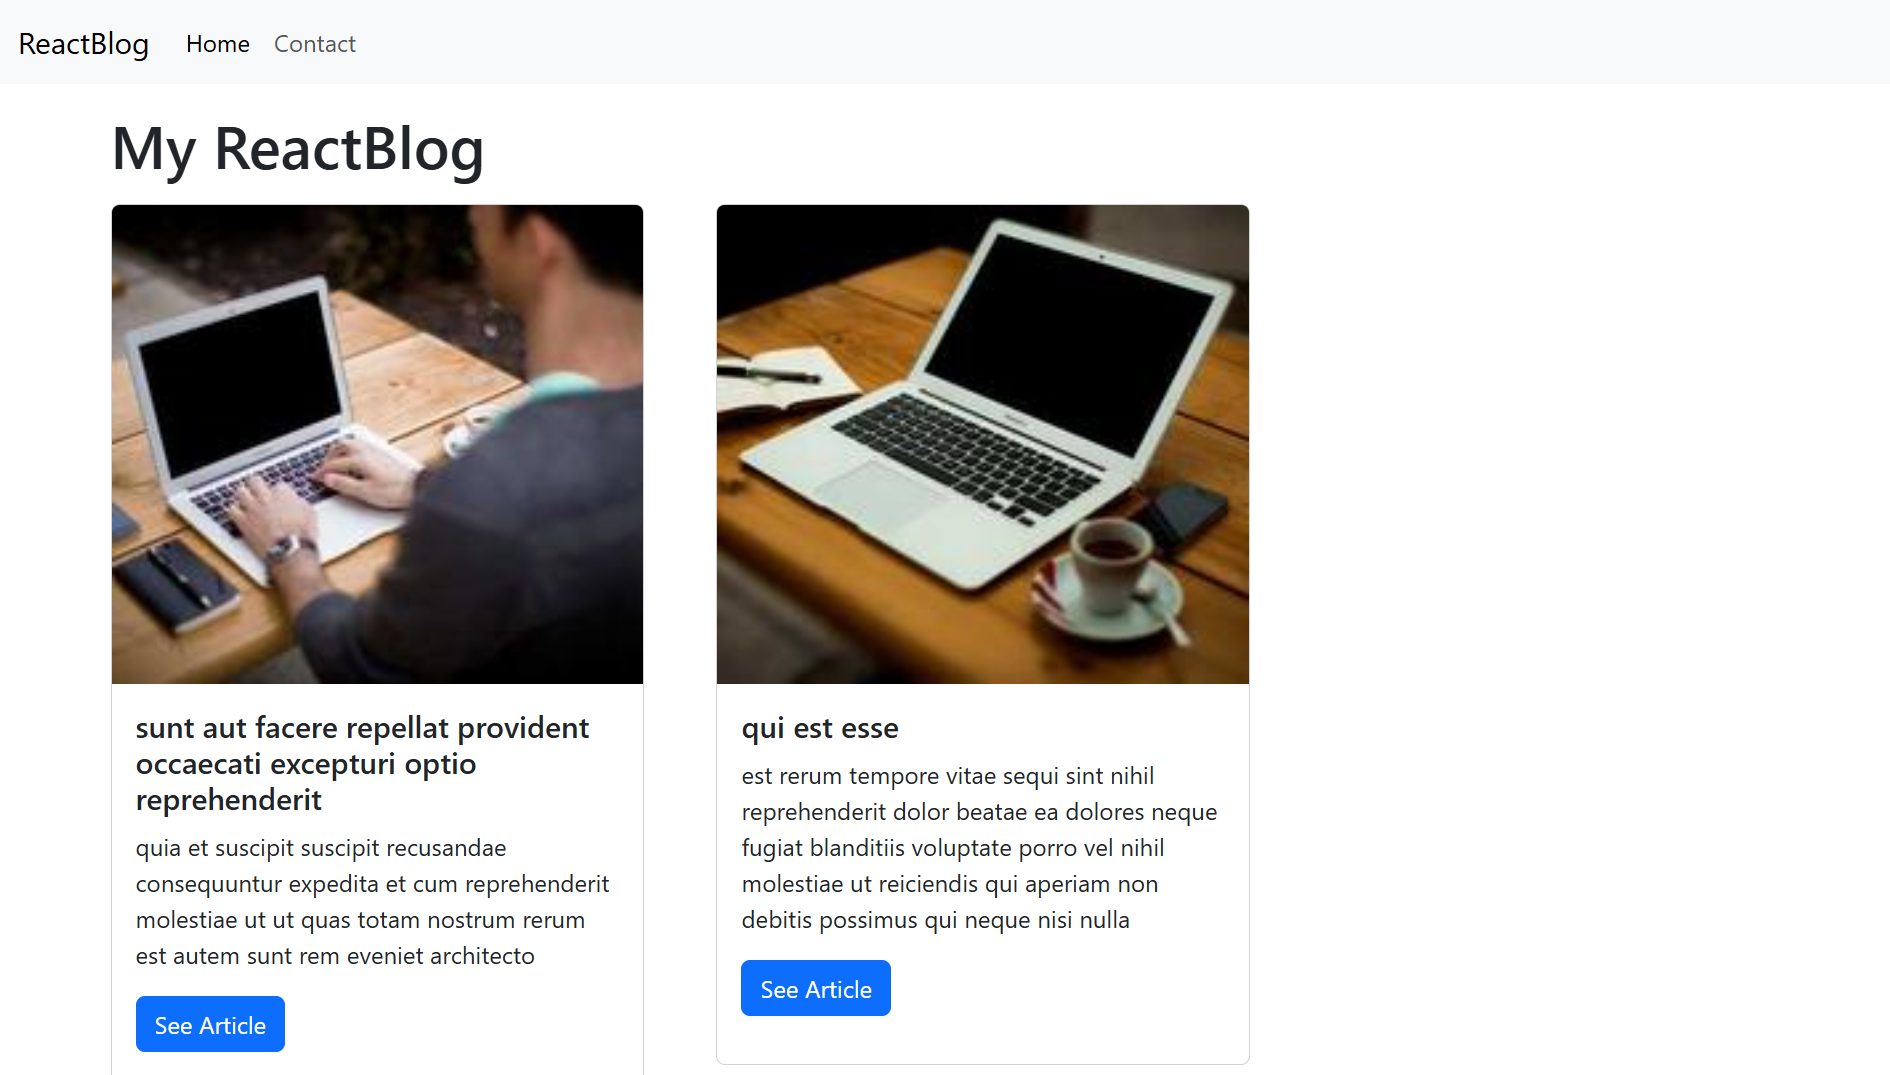 ReactBlog Home Contact
My ReactBlog
sunt aut facere repellat provident
occaecati excepturi optio
reprehenderit
quia et suscipit suscipit recusandae
consequuntur expedita et cum reprehenderit
molestiae ut ut quas totam nostrum rerum
est autem sunt rem eveniet architecto
See Article
qui est esse
est rerum tempore vitae sequi sint nihil
reprehenderit dolor beatae ea dolores neque
fugiat blanditiis voluptate porro vel nihil
molestiae ut reiciendis qui aperiam non
debitis possimus qui neque nisi nulla
See Article